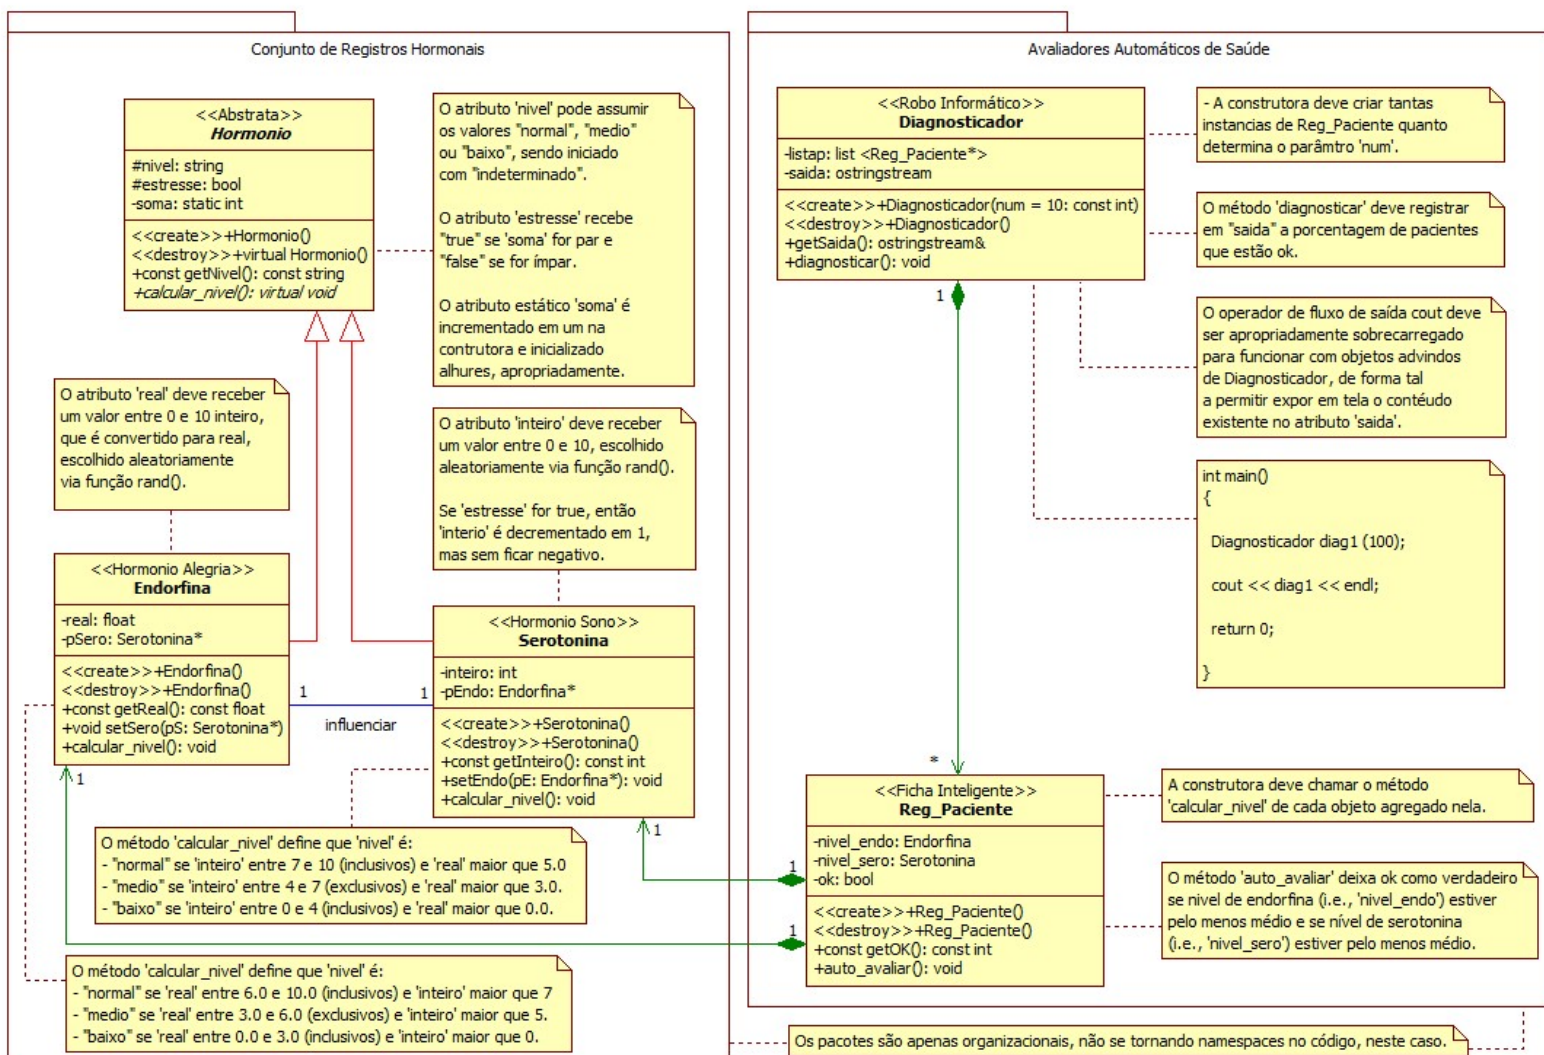 Conjunto de Registros Hormonais
<<Abstrata>>
Hormonio
#nivel: string
#estresse: bool
-soma: static int
<<create>>+Hormonio()
<<destroy>>+virtual Hormonio()
+const getNivel(): const string
+calcular_nivel(): virtual void
O atributo 'nivel' pode assumir
os valores "normal", "medio"
ou "baixo", sendo iniciado
com "indeterminado".
O atributo 'estresse' recebe
"true" se 'soma' for par e
"false" se for ímpar.
O atributo estático 'soma' é
incrementado em um na
contrutora e inicializado
alhures, apropriadamente.
O atributo 'real' deve receber
um valor entre 0 e 10 inteiro,
que é convertido para real,
escolhido aleatoriamente
via função rand().
O atributo 'inteiro' deve receber
um valor entre 0 e 10, escolhido
aleatoriamente via função rand().
Se 'estresse' for true, então
'interio' é decrementado em 1,
mas sem ficar negativo.
<<Hormonio Alegria>>
Endorfina
-real: float
-pSero: Serotonina*
<<create>>+Endorfina()
<<destroy>>+Endorfina()
+const getReal(): const float
+void setSero(pS: Serotonina*)
+calcular_nivel(): void
1
1
influenciar
<<Hormonio Sono>>
Serotonina
-inteiro: int
-pEndo: Endorfina*
<<create>>+Serotonina()
<<destroy>>+Serotonina()
+const getInteiro(): const int
+setEndo(pE: Endorfina*): void
+calcular_nivel(): void
1
1
O método 'calcular_nivel' define que 'nivel' é:
- "normal" se 'inteiro' entre 7 e 10 (inclusivos) e 'real' maior que 5.0
- "medio" se 'inteiro' entre 4 e 7 (exclusivos) e 'real' maior que 3.0.
- "baixo" se 'inteiro' entre 0 e 4 (inclusivos) e 'real' maior que 0.0.
O método 'calcular_nivel' define que 'nivel' é:
- "normal" se 'real' entre 6.0 e 10.0 (inclusivos) e 'inteiro' maior que 7
- "medio" se 'real' entre 3.0 e 6.0 (exclusivos) e 'inteiro' maior que 5.
- "baixo" se 'real' entre 0.0 e 3.0 (inclusivos) e 'inteiro' maior que 0.
Avaliadores Automáticos de Saúde
<<Robo Informático>>
Diagnosticador
-listap: list <Reg_Paciente*>
-saida: ostringstream
<<create>>+Diagnosticador(num = 10: const int)
<<destroy>>+Diagnosticador()
+getSaida(): ostringstream&
+diagnosticar(): void
- A construtora deve criar tantas
instancias de Reg_Paciente quanto
determina o parâmtro 'num'.
O método 'diagnosticar' deve registrar
em "saida" a porcentagem de pacientes
que estão ok.
O operador de fluxo de saída cout deve
ser apropriadamente sobrecarregado
para funcionar com objetos advindos
de Diagnosticador, de forma tal
a permitir expor em tela o contéudo
existente no atributo 'saida'.
int main()
{
Diagnosticador diag1 (100);
cout << diag1 << endl;
return 0;
}
1
*
<<Ficha Inteligente>>
Reg_Paciente
-nivel_endo: Endorfina
-nivel_sero: Serotonina
-ok: bool
<<create>>+Reg_Paciente()
<<destroy>>+Reg_Paciente()
+const getOK(): const int
+auto_avaliar(): void
1
1
A construtora deve chamar o método
'calcular_nivel' de cada objeto agregado nela.
O método 'auto_avaliar' deixa ok como verdadeiro
se nivel de endorfina (i.e., 'nivel_endo') estiver
pelo menos médio e se nível de serotonina
(i.e., 'nivel_sero') estiver pelo menos médio.
Os pacotes são apenas organizacionais, não se tornando namespaces no código, neste caso.